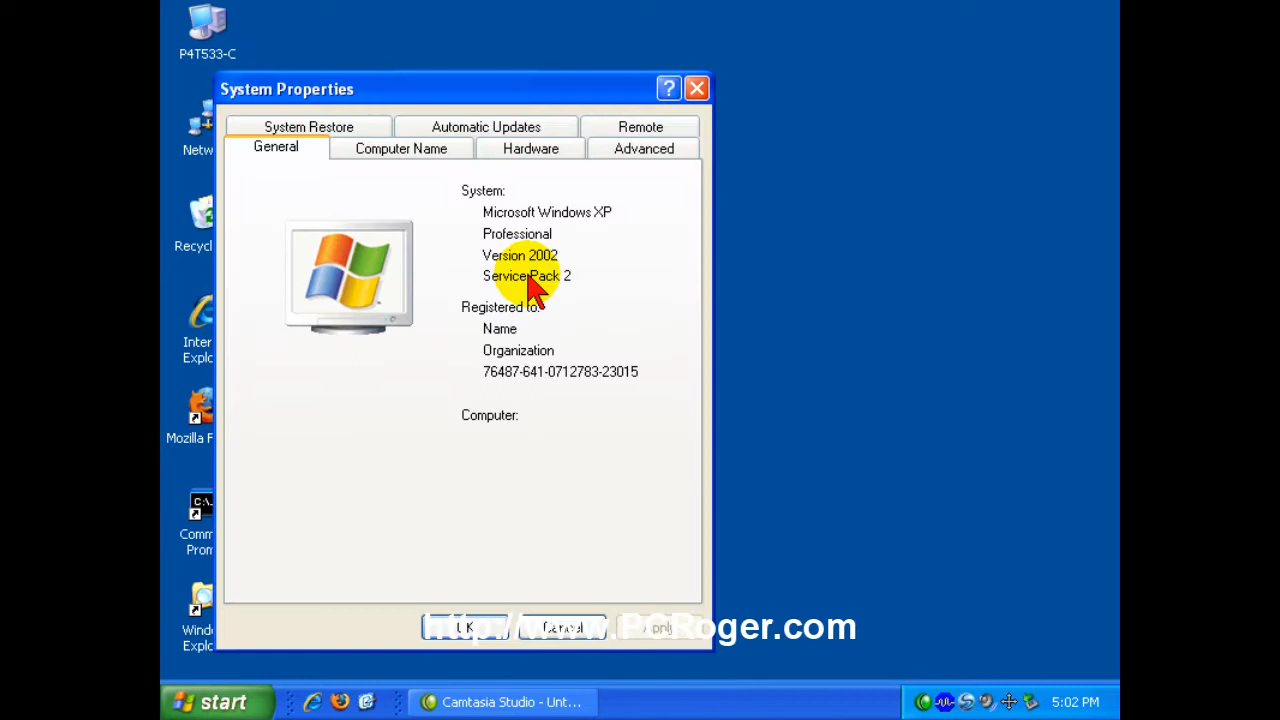 P4T533-C
System Properties
?
System Restore
Automatic Updates
Remote
General
Computer Name
Hardware
Advanced
System:
Microsoft Windows XP
Professional
Version 2002
Service Pack 2
Registered to:
Name
Organization
76487-641-0712783-23015
Computer:
Netw
Recycl
Inter
Explo
Mozilla F
C:\
Comm
Prom
Wind
Explo
OK
Cancel
Apply
http://www.PCRoger.com
start
Camtasia Studio - Unt...
5:02 PM